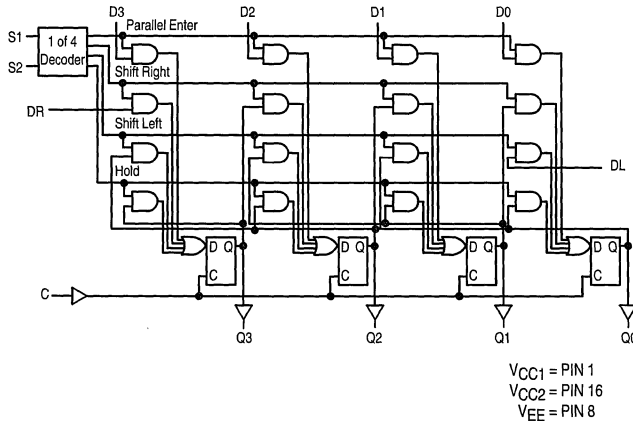 D3 D2 D1 D0
Parallel Enter
S1
1 of 4
Decoder
S2
Shift Right
DR
Shift Left
DL
Hold
D Q D Q D Q D Q
C C C C
C
Q3 Q2 Q1 Q0
VCC1 = PIN 1
VCC2 = PIN 16
VEE = PIN 8